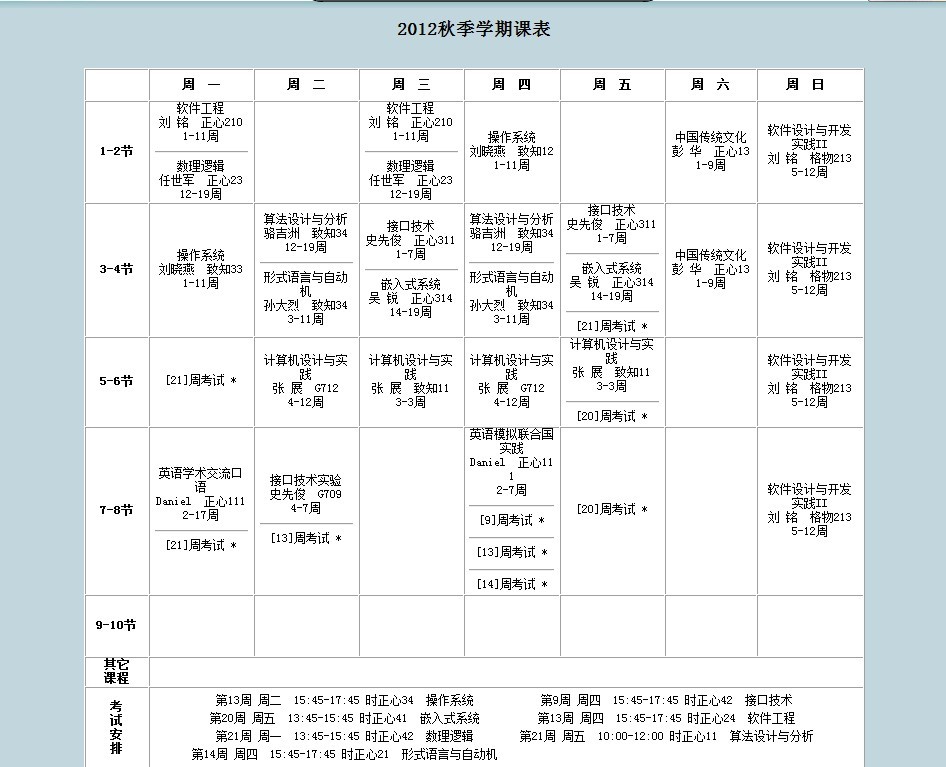 2012秋季学期课表
周 一 周 二 周 三 周 四 周 五 周 六 周 日
1-2节
软件工程
刘 铭 正心210
1-11周
数理逻辑
任世军 正心23
12-19周
软件工程
刘 铭 正心210
1-11周
数理逻辑
任世军 正心23
12-19周
操作系统
刘晓燕 致知12
1-11周
中国传统文化
彭 华 正心13
1-9周
软件设计与开发
实践II
刘 铭 格物213
5-12周
3-4节
操作系统
刘晓燕 致知33
1-11周
算法设计与分析
骆吉洲 致知34
12-19周
形式语言与自动
机
孙大烈 致知34
3-11周
接口技术
史先俊 正心311
1-7周
嵌入式系统
吴 锐 正心314
14-19周
算法设计与分析
骆吉洲 致知34
12-19周
形式语言与自动
机
孙大烈 致知34
3-11周
接口技术
史先俊 正心311
1-7周
嵌入式系统
吴 锐 正心314
14-19周
[21]周考试 *
中国传统文化
彭 华 正心13
1-9周
软件设计与开发
实践II
刘 铭 格物213
5-12周
5-6节
[21]周考试 *
计算机设计与实
践
张 展 G712
4-12周
计算机设计与实
践
张 展 致知11
3-3周
计算机设计与实
践
张 展 G712
4-12周
计算机设计与实
践
张 展 致知11
3-3周
[20]周考试 *
软件设计与开发
实践II
刘 铭 格物213
5-12周
7-8节
英语学术交流口
语
Daniel 正心111
2-17周
[21]周考试 *
接口技术实验
史先俊 G709
4-7周
[13]周考试 *
英语模拟联合国
实践
Daniel 正心11
1
2-7周
[9]周考试 *
[13]周考试 *
[14]周考试 *
[20]周考试 *
软件设计与开发
实践II
刘 铭 格物213
5-12周
9-10节
其它
课程
考
试
安
排
第13周 周二 15:45-17:45 时正心34 操作系统 第9周 周四 15:45-17:45 时正心42 接口技术
第20周 周五 13:45-15:45 时正心41 嵌入式系统 第13周 周四 15:45-17:45 时正心24 软件工程
第21周 周一 13:45-15:45 时正心42 数理逻辑 第21周 周五 10:00-12:00 时正心11 算法设计与分析
第14周 周四 15:45-17:45 时正心21 形式语言与自动机